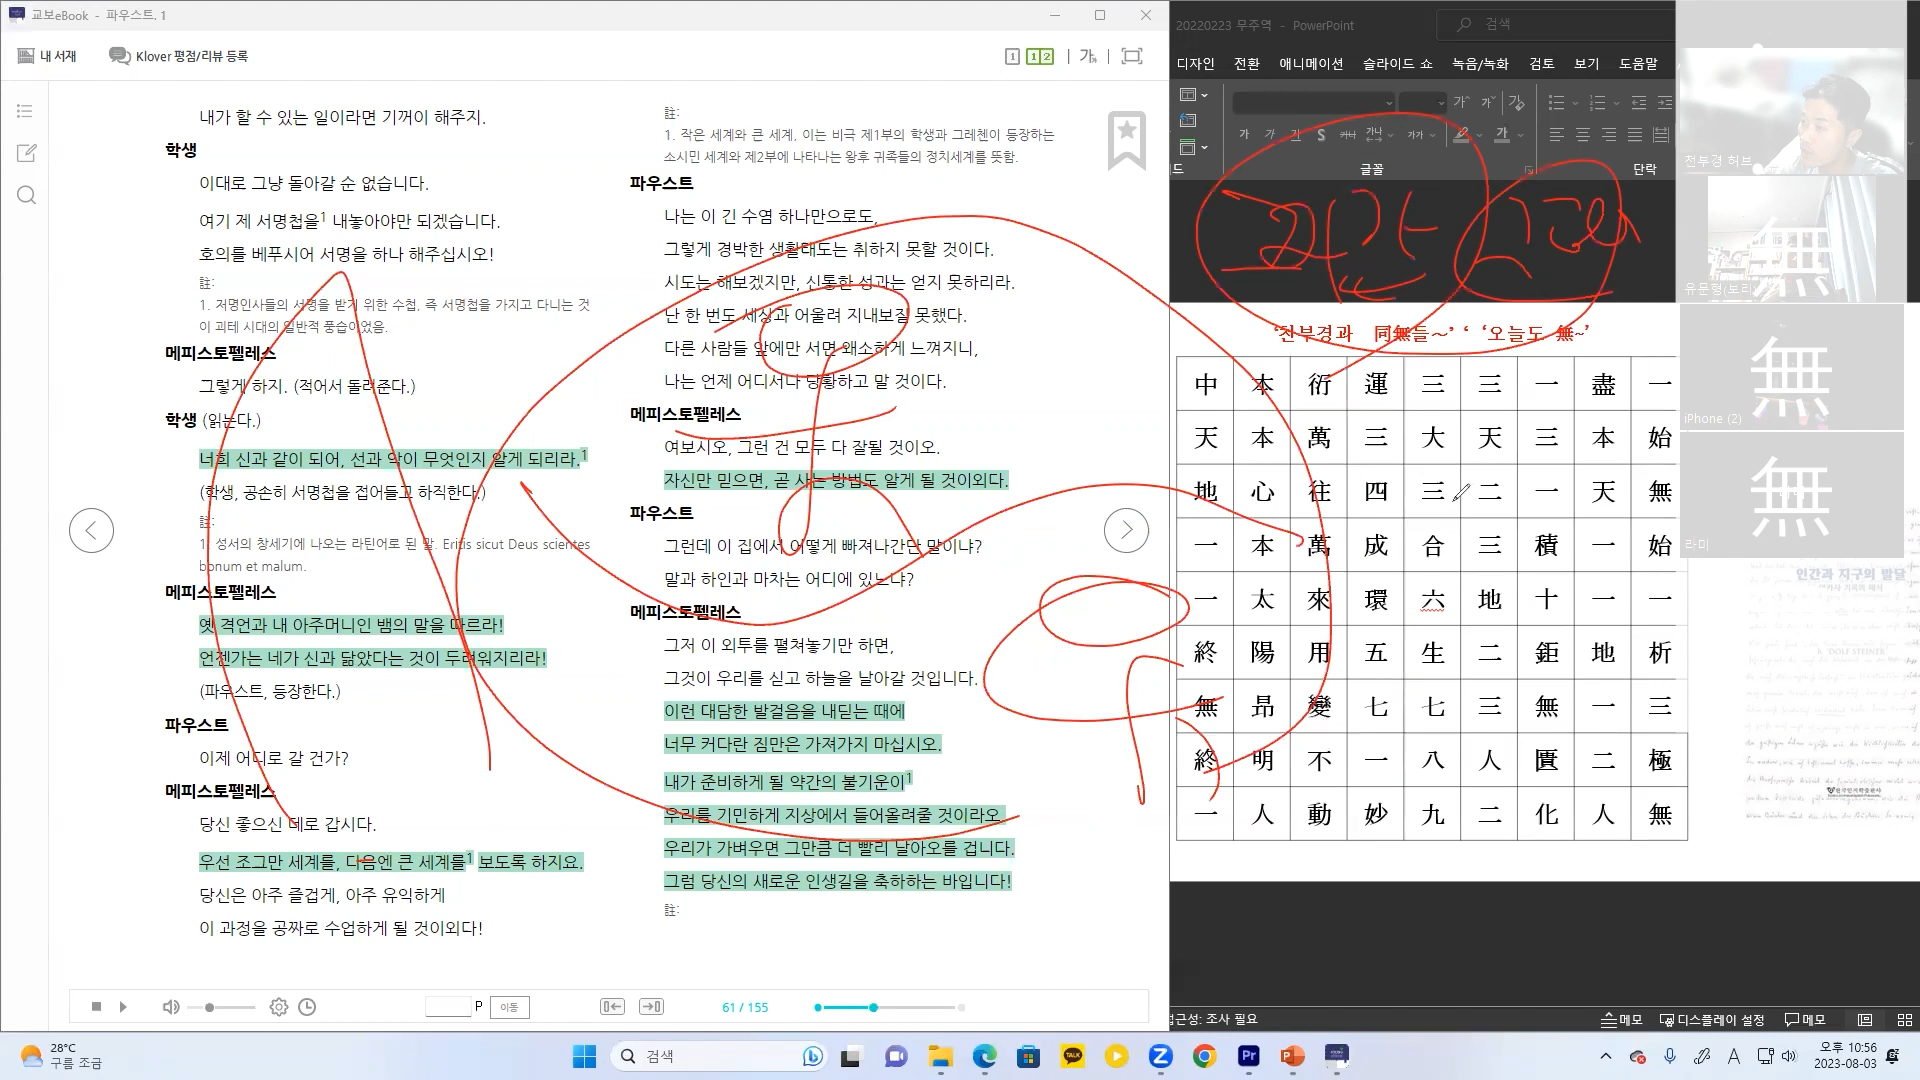 교보eBook - 파우스트. 1
내 서재
Klover 평점/리뷰 등록
내가 할 수 있는 일이라면 기꺼이 해주지.
학생
이대로 그냥 돌아갈 순 없습니다.
여기 제 서명첩을1 내놓아야만 되겠습니다.
호의를 베푸시어 서명을 하나 해주십시오!
註:
1. 저명인사들의 서명을 받기 위한 수첩, 즉 서명첩을 가지고 다니는 것
이 괴테 시대의 일반적 풍습이었음.
메피스토펠레스
그렇게 하지. (적어서 돌려준다.)
학생 (읽는다.)
너희 신과 같이 되어, 선과 악이 무엇인지 알게 되리라.1
(학생, 공손히 서명첩을 접어들고 하직한다.)
註:
1. 성서의 창세기에 나오는 라틴어로 된 말. Eritis sicut Deus scientes
bonum et malum.
메피스토펠레스
옛 격언과 내 아주머니인 뱀의 말을 따르라!
언젠가는 네가 신과 닮았다는 것이 두려워지리라!
(파우스트, 등장한다.)
파우스트
이제 어디로 갈 건가?
메피스토펠레스
당신 좋으신 데로 갑시다.
우선 조그만 세계를, 다음엔 큰 세계를1 보도록 하지요.
당신은 아주 즐겁게, 아주 유익하게
이 과정을 공짜로 수업하게 될 것이외다!
註:
1. 작은 세계와 큰 세계. 이는 비극 제1부의 학생과 그레첸이 등장하는
소시민 세계와 제2부에 나타나는 왕후 귀족들의 정치세계를 뜻함.
파우스트
나는 이 긴 수염 하나만으로도,
그렇게 경박한 생활태도는 취하지 못할 것이다.
시도는 해보겠지만, 신통한 성과는 얻지 못하리라.
난 한 번도 세상과 어울려 지내보질 못했다.
다른 사람들 앞에만 서면 왜소하게 느껴지니,
나는 언제 어디서나 당황하고 말 것이다.
메피스토펠레스
여보시오, 그런 건 모두 다 잘될 것이오.
자신만 믿으면, 곧 사는 방법도 알게 될 것이외다.
파우스트
그런데 이 집에서 어떻게 빠져나간단 말이냐?
말과 하인과 마차는 어디에 있느냐?
메피스토펠레스
그저 이 외투를 펼쳐놓기만 하면,
그것이 우리를 싣고 하늘을 날아갈 것입니다.
이런 대담한 발걸음을 내딛는 때에
너무 커다란 짐만은 가져가지 마십시오.
내가 준비하게 될 약간의 불기운이1
우리를 기민하게 지상에서 들어올려줄 것이라오.
우리가 가벼우면 그만큼 더 빨리 날아오를 겁니다.
그럼 당신의 새로운 인생길을 축하하는 바입니다!
註:
P 이동
61 / 155
20220223 무주역 - PowerPoint
검색
디자인 전환 애니메이션 슬라이드 쇼 녹음/녹화 검토 보기 도움말
글꼴
단락
'천부경과 同無들~' ' '오늘도 無~'
中 本 衍 運 三 三 一 盡 一
天 本 萬 三 大 天 三 本 始
地 心 往 四 三 二 一 天 無
一 本 萬 成 合 三 積 一 始
一 太 來 環 六 地 十 一 一
終 陽 用 五 生 二 鉅 地 析
無 昻 變 七 七 三 無 一 三
終 明 不 一 八 人 匱 二 極
一 人 動 妙 九 二 化 人 無
천부경 허브
無
유문형(보리
無
iPhone (2)
無
라미
인간과 지구의 발달
접근성: 조사 필요
메모 디스플레이 설정 메모
28°C
구름 조금
검색
오후 10:56
2023-08-03